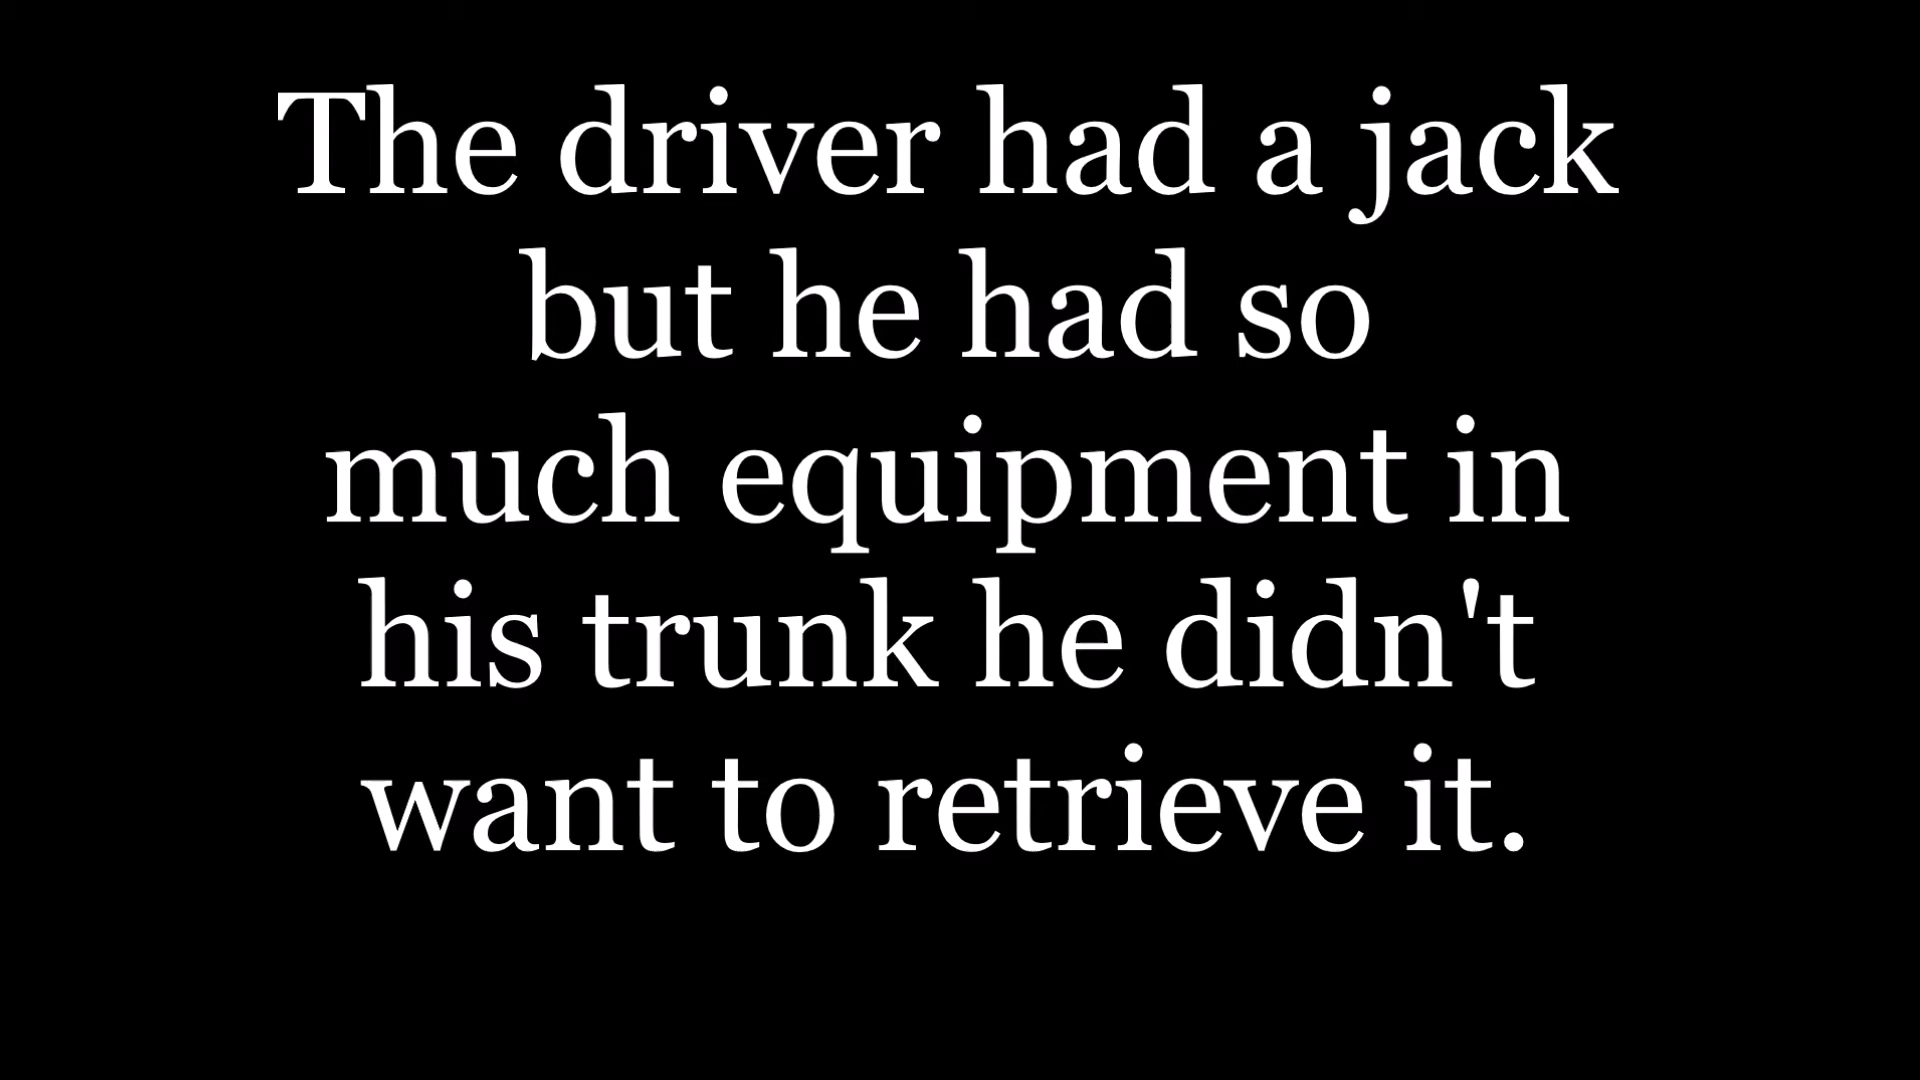 The driver had a jack
but he had so
much equipment in
his trunk he didn't
want to retrieve it.